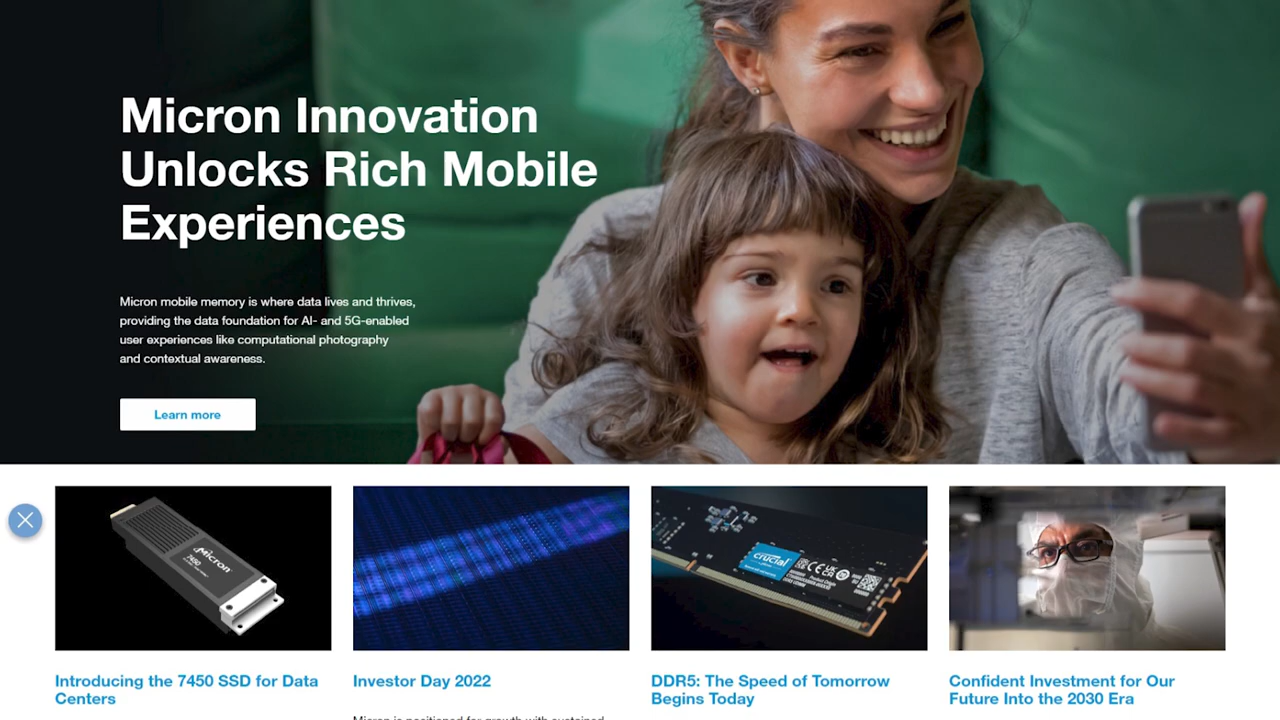 Micron Innovation
Unlocks Rich Mobile
Experiences
Micron mobile memory is where data lives and thrives,
providing the data foundation for AI- and 5G-enabled
user experiences like computational photography
and contextual awareness.
Learn more
Micron
7450
crucial
Introducing the 7450 SSD for Data
Centers
Investor Day 2022
DDR5: The Speed of Tomorrow
Begins Today
Confident Investment for Our
Future Into the 2030 Era
Micron is positioned for growth with sustained